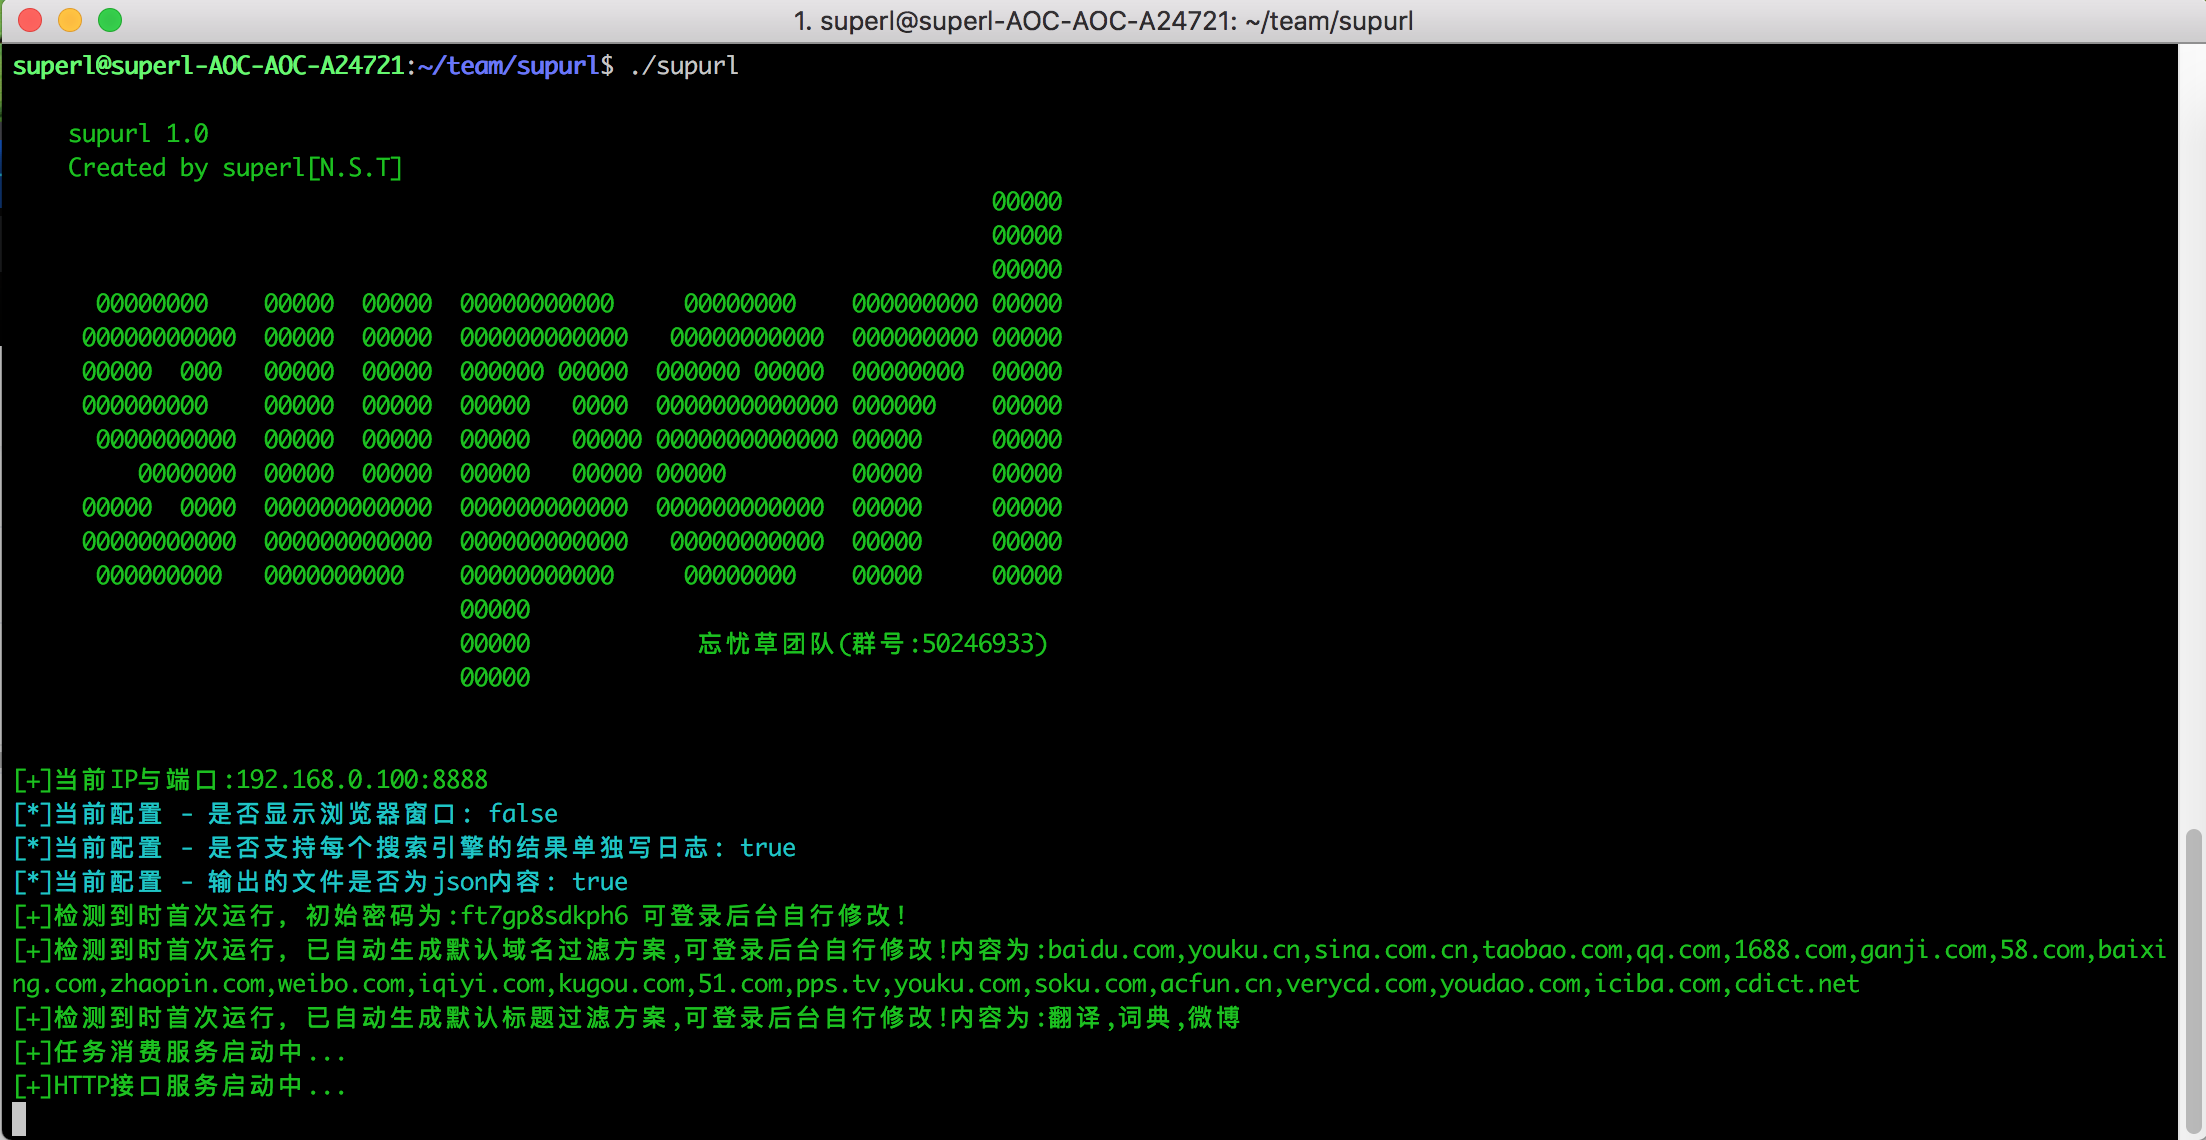 1. superl@superl-AOC-AOC-A24721: ~/team/supurl
superl@superl-AOC-AOC-A24721:~/team/supurl$ ./supurl
supurl 1.0
Created by superl[N.S.T]
00000
00000
00000
00000000    00000  00000  00000000000     00000000    000000000 00000
00000000000  00000  00000  000000000000   00000000000  000000000 00000
00000  000   00000  00000  000000 00000  000000 00000  00000000  00000
000000000    00000  00000  00000   0000  0000000000000 000000    00000
0000000000  00000  00000  00000   00000 0000000000000 00000     00000
0000000  00000  00000  00000   00000 00000         00000     00000
00000  0000  000000000000  000000000000  000000000000  00000     00000
00000000000  000000000000  000000000000   00000000000  00000     00000
000000000   0000000000    00000000000     00000000    00000     00000
00000
00000            忘忧草团队(群号:50246933)
00000
[+]当前IP与端口:192.168.0.100:8888
[*]当前配置 - 是否显示浏览器窗口: false
[*]当前配置 - 是否支持每个搜索引擎的结果单独写日志: true
[*]当前配置 - 输出的文件是否为json内容: true
[+]检测到时首次运行, 初始密码为:ft7gp8sdkph6 可登录后台自行修改!
[+]检测到时首次运行, 已自动生成默认域名过滤方案,可登录后台自行修改!内容为:baidu.com,youku.cn,sina.com.cn,taobao.com,qq.com,1688.com,ganji.com,58.com,baixi
ng.com,zhaopin.com,weibo.com,iqiyi.com,kugou.com,51.com,pps.tv,youku.com,soku.com,acfun.cn,verycd.com,youdao.com,iciba.com,cdict.net
[+]检测到时首次运行, 已自动生成默认标题过滤方案,可登录后台自行修改!内容为:翻译,词典,微博
[+]任务消费服务启动中...
[+]HTTP接口服务启动中...